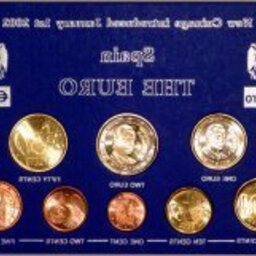 New Coinage Introduced January 1st 2002
Spain
THE EURO
FIFTY CENTS
TWO EURO
ONE EURO
FIVE
CENTS
ONE CENT
TEN CENTS